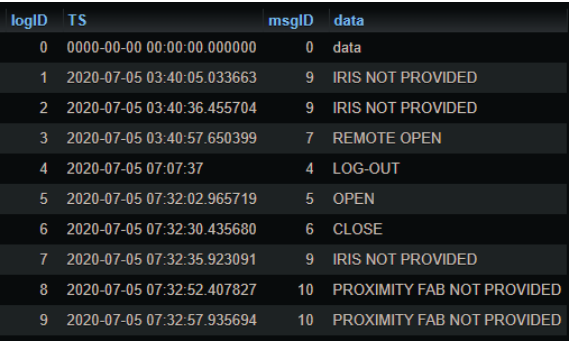 logID TS msgID data
0 0000-00-00 00:00:00.000000 0 data
1 2020-07-05 03:40:05.033663 9 IRIS NOT PROVIDED
2 2020-07-05 03:40:36.455704 9 IRIS NOT PROVIDED
3 2020-07-05 03:40:57.650399 7 REMOTE OPEN
4 2020-07-05 07:07:37 4 LOG-OUT
5 2020-07-05 07:32:02.965719 5 OPEN
6 2020-07-05 07:32:30.435680 6 CLOSE
7 2020-07-05 07:32:35.923091 9 IRIS NOT PROVIDED
8 2020-07-05 07:32:52.407827 10 PROXIMITY FAB NOT PROVIDED
9 2020-07-05 07:32:57.935694 10 PROXIMITY FAB NOT PROVIDED